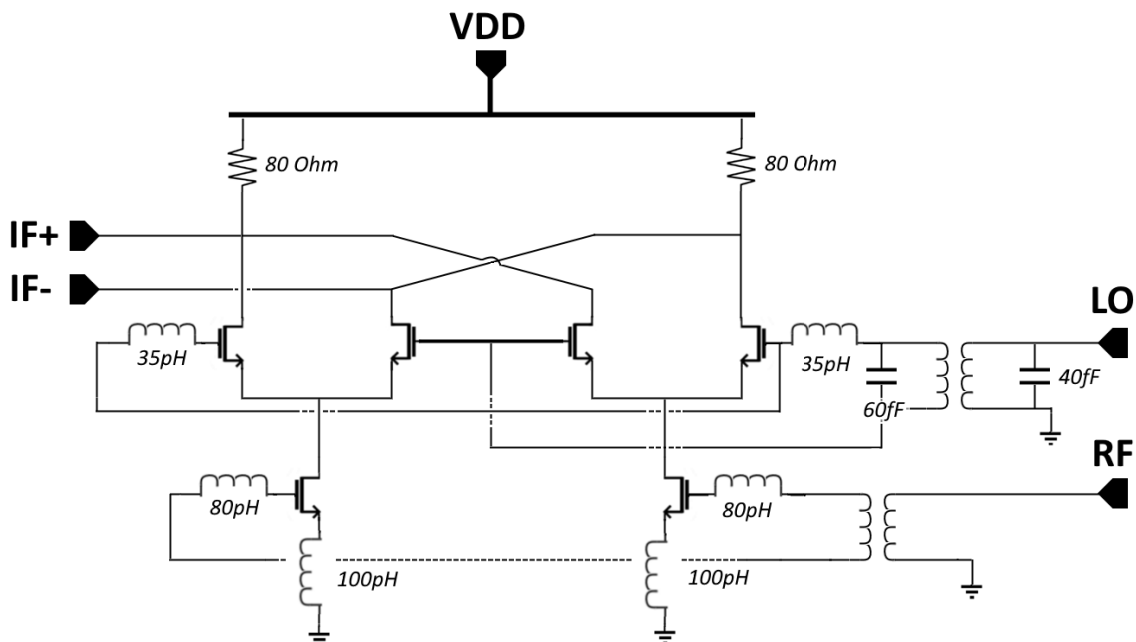 VDD
80 Ohm
80 Ohm
IF+
IF-
LO
35pH
35pH
60fF
40fF
RF
80pH
80pH
100pH
100pH